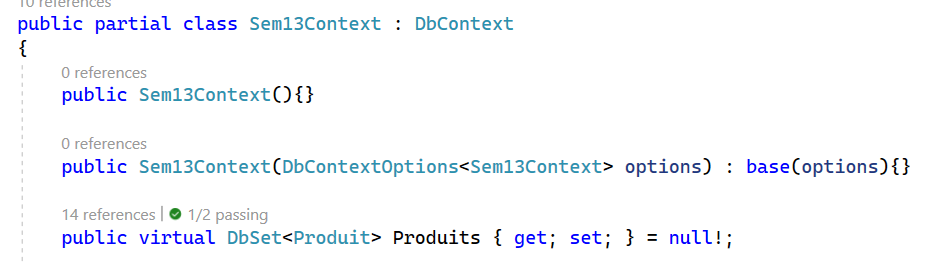 10 references
public partial class Sem13Context : DbContext
{
0 references
public Sem13Context(){}
0 references
public Sem13Context(DbContextOptions<Sem13Context> options) : base(options){}
14 references | 1/2 passing
public virtual DbSet<Produit> Produits { get; set; } = null!;